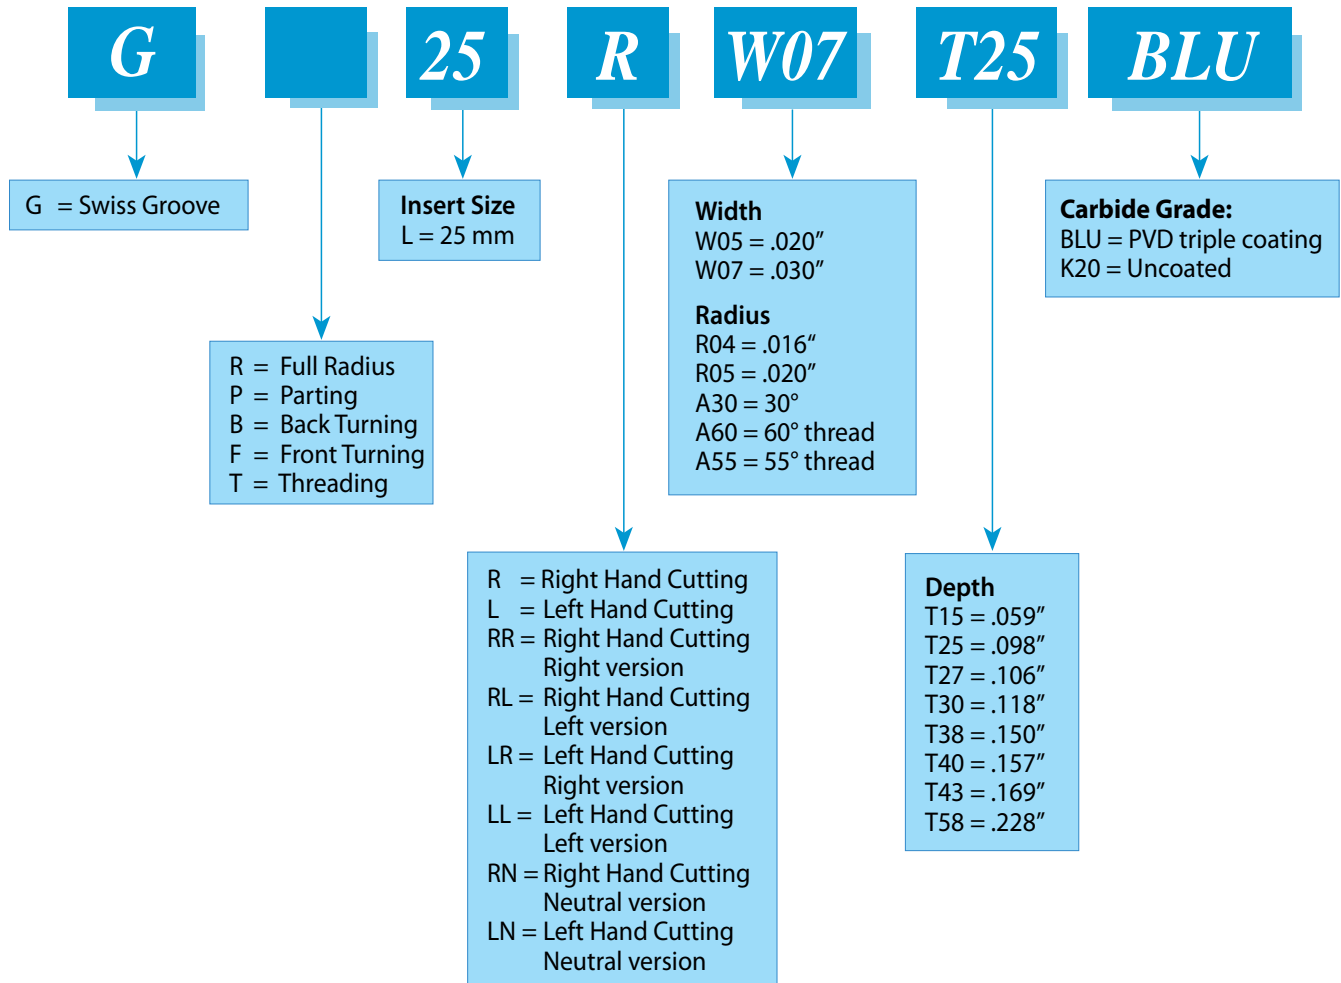 G 25 R W07 T25 BLU
G = Swiss Groove
R = Full Radius
P = Parting
B = Back Turning
F = Front Turning
T = Threading
Insert Size
L = 25 mm
R = Right Hand Cutting
L = Left Hand Cutting
RR = Right Hand Cutting
Right version
RL = Right Hand Cutting
Left version
LR = Left Hand Cutting
Right version
LL = Left Hand Cutting
Left version
RN = Right Hand Cutting
Neutral version
LN = Left Hand Cutting
Neutral version
Width
W05 = .020″
W07 = .030″
Radius
R04 = .016“
R05 = .020″
A30 = 30°
A60 = 60° thread
A55 = 55° thread
Depth
T15 = .059″
T25 = .098″
T27 = .106″
T30 = .118″
T38 = .150″
T40 = .157″
T43 = .169″
T58 = .228″
Carbide Grade:
BLU = PVD triple coating
K20 = Uncoated